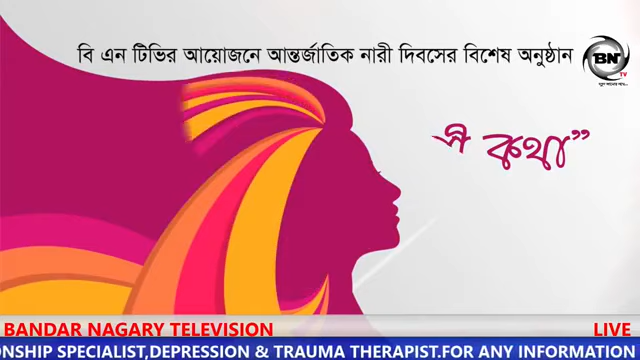 বি এন টিভির আয়োজনে আন্তর্জাতিক নারী দিবসের বিশেষ অনুষ্ঠান
BN
TV
কথা”
BANDAR NAGARY TELEVISION
LIVE
ONSHIP SPECIALIST,DEPRESSION & TRAUMA THERAPIST.FOR ANY INFORMATION